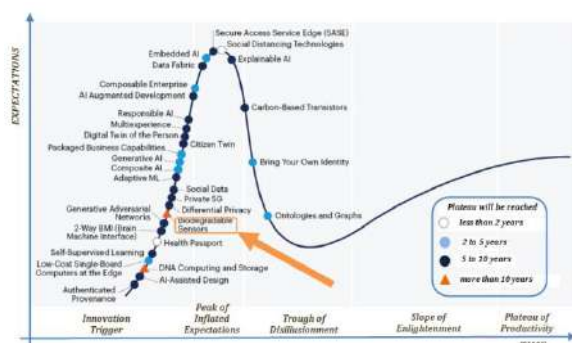 EXPECTATIONS
Secure Access Service Edge (SASE)
Social Distancing Technologies
Embedded AI
Data Fabric
Explainable AI
Composable Enterprise
AI Augmented Development
Responsible AI
Multiexperience
Digital Twin of the Person
Packaged Business Capabilities
Citizen Twin
Generative AI
Composite AI
Adaptive ML
Carbon-Based Transistors
Bring Your Own Identity
Ontologies and Graphs
Social Data
Private 5G
Differential Privacy
Generative Adversarial
Networks
Biodegradable
Sensors
2-Way BMI (Brain
Machine Interface)
Health Passport
Self-Supervised Learning
Low-Cost Single-Board
Computers at the Edge
DNA Computing and Storage
AI-Assisted Design
Authenticated
Provenance
Plateau will be reached
less than 2 years
2 to 5 years
5 to 10 years
more than 10 years
Innovation
Trigger
Peak of
Inflated
Expectations
Trough of
Disillusionment
Slope of
Enlightenment
Plateau of
Productivity